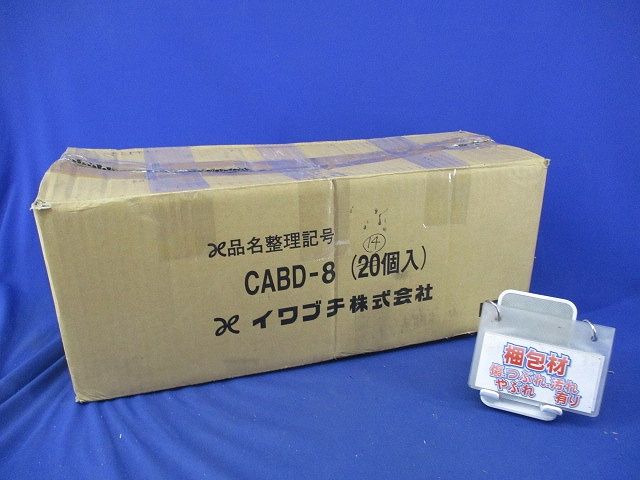 品名整理記号
14
CABD-8 (20個入)
イワブチ株式会社
梱包材
傷 つぶれ 汚れ
やぶれ 有り